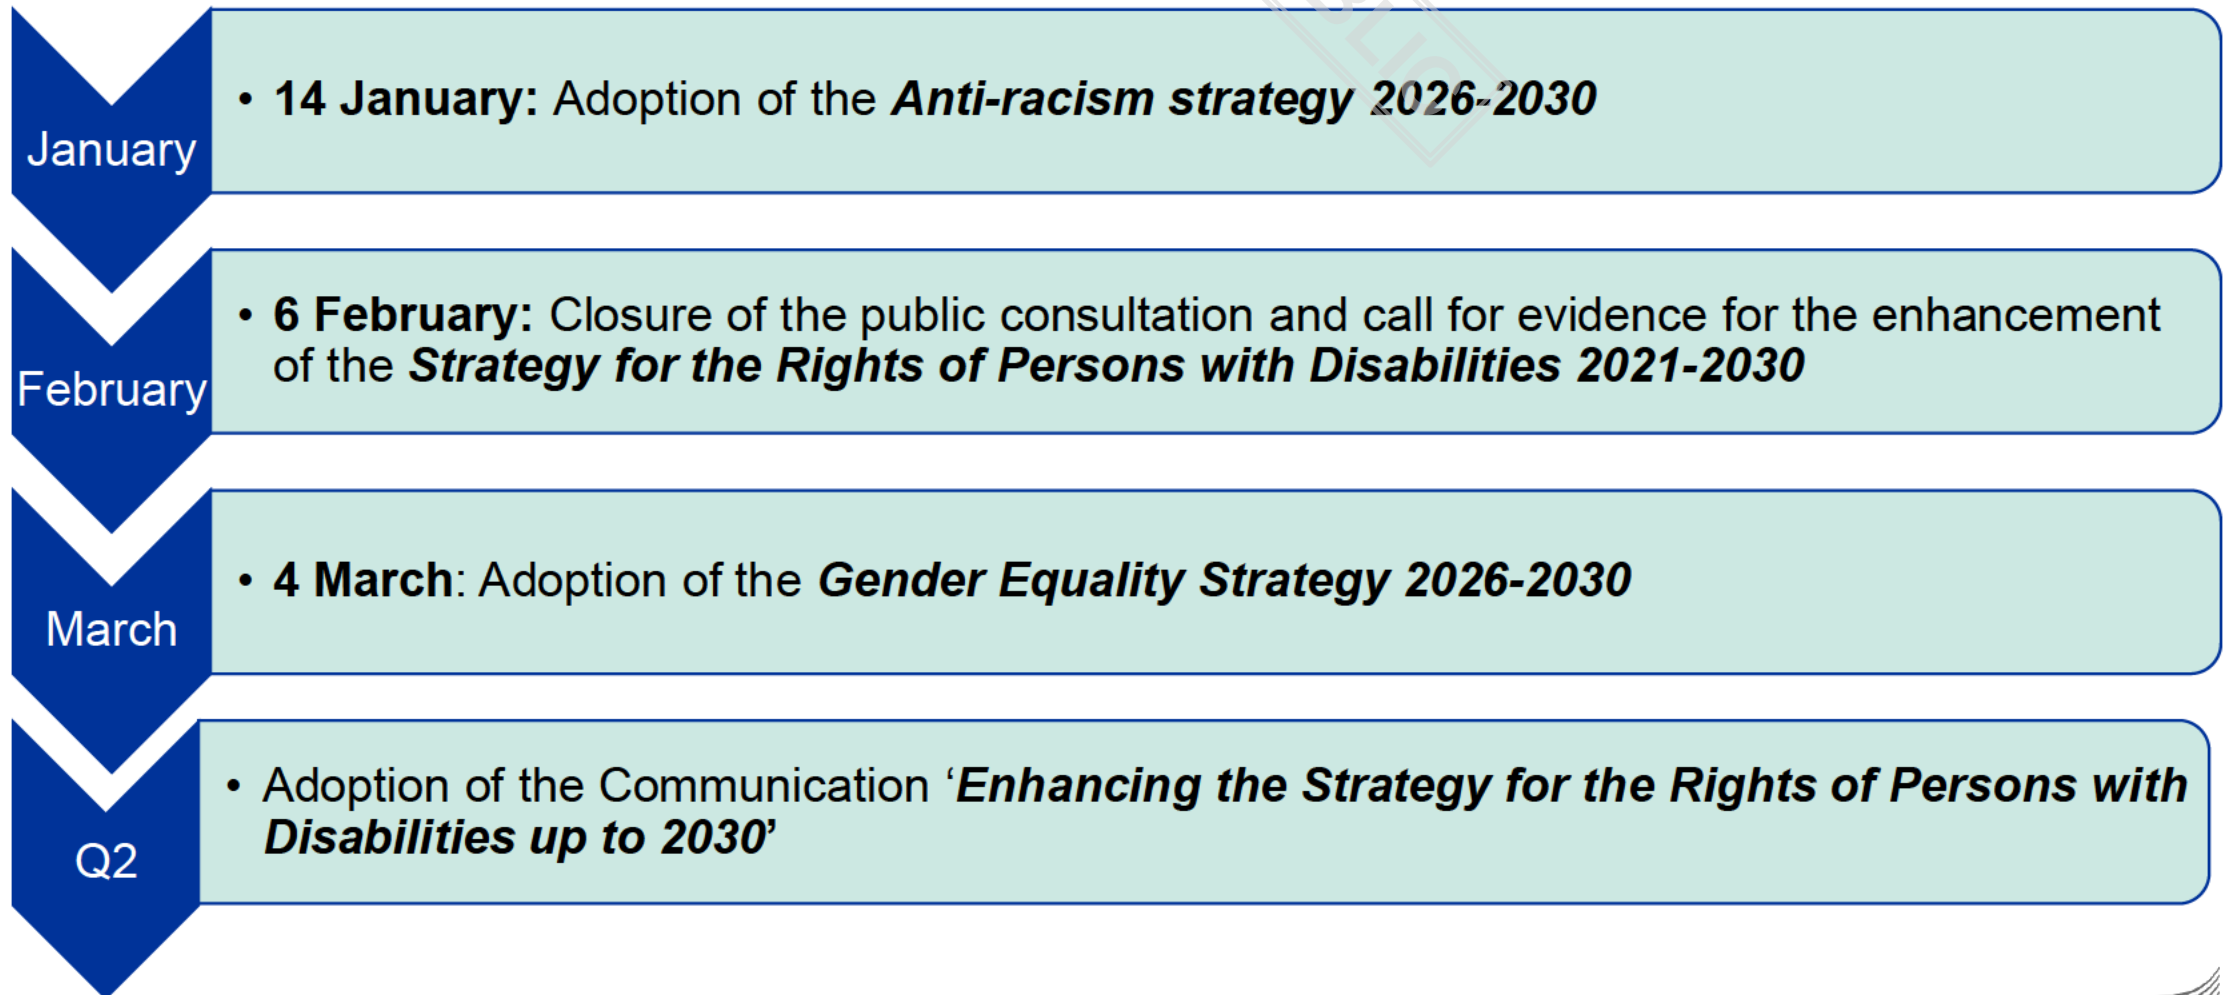 January
• 14 January: Adoption of the Anti-racism strategy 2026-2030
February
• 6 February: Closure of the public consultation and call for evidence for the enhancement
of the Strategy for the Rights of Persons with Disabilities 2021-2030
March
• 4 March: Adoption of the Gender Equality Strategy 2026-2030
Q2
• Adoption of the Communication ‘Enhancing the Strategy for the Rights of Persons with
Disabilities up to 2030’